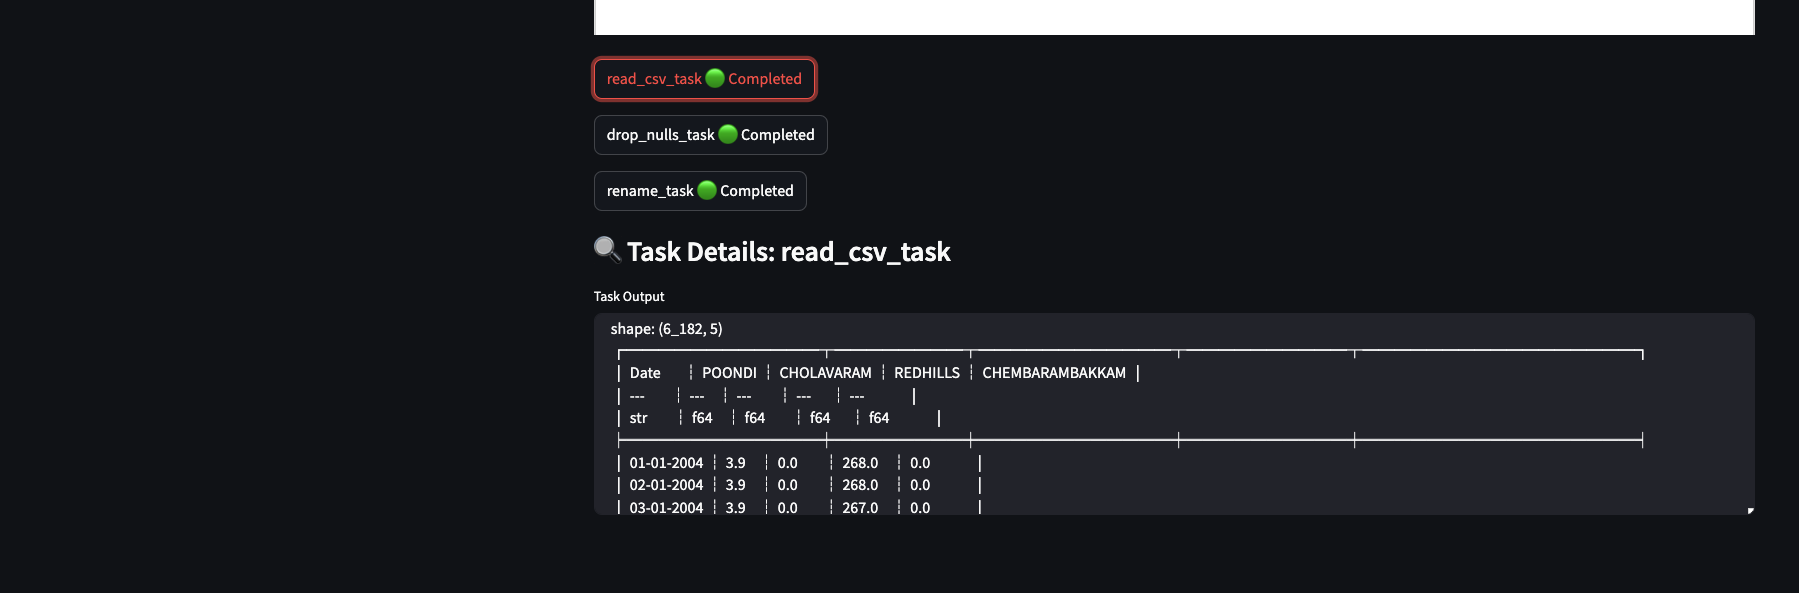 read_csv_task 🟢 Completed
drop_nulls_task 🟢 Completed
rename_task 🟢 Completed
🔍 Task Details: read_csv_task
Task Output
shape: (6_182, 5)
│ Date ┆ POONDI ┆ CHOLAVARAM ┆ REDHILLS ┆ CHEMBARAMBAKKAM │
│ --- ┆ --- ┆ --- ┆ --- ┆ --- │
│ str ┆ f64 ┆ f64 ┆ f64 ┆ f64 │
│ 01-01-2004 ┆ 3.9 ┆ 0.0 ┆ 268.0 ┆ 0.0 │
│ 02-01-2004 ┆ 3.9 ┆ 0.0 ┆ 268.0 ┆ 0.0 │
│ 03-01-2004 ┆ 3.9 ┆ 0.0 ┆ 267.0 ┆ 0.0 │